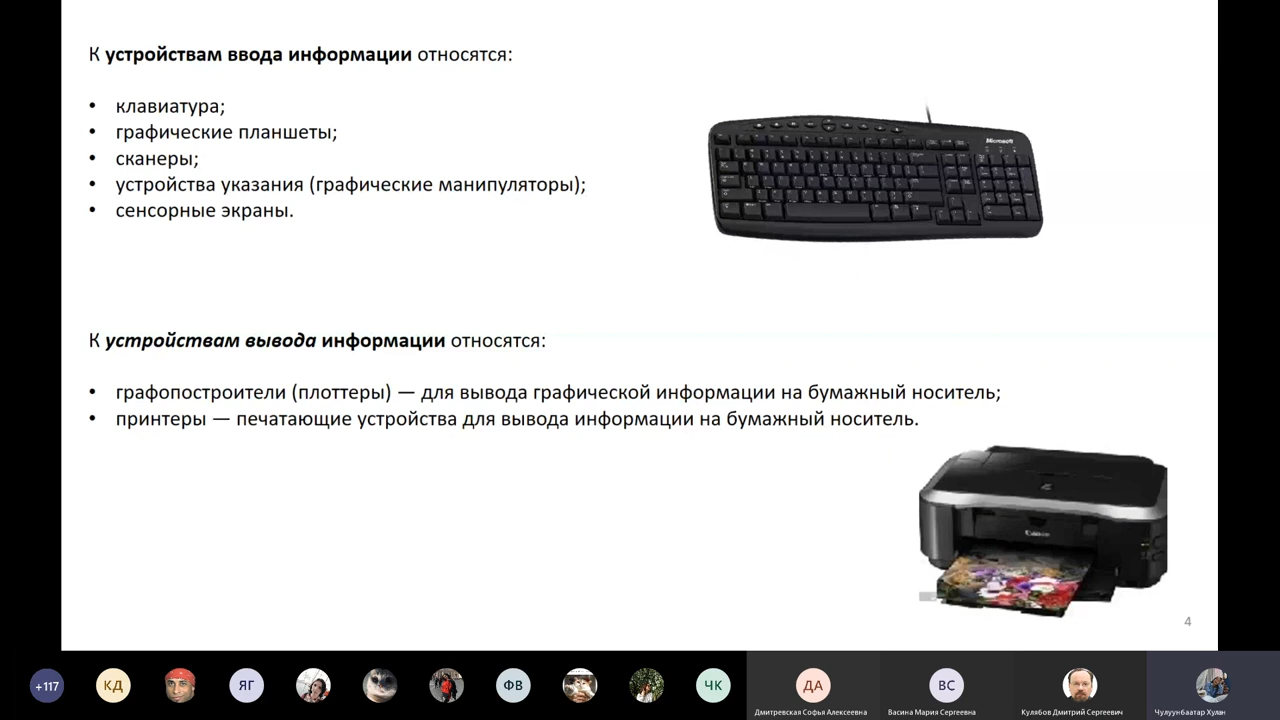 К устройствам ввода информации относятся:
• клавиатура;
• графические планшеты;
• сканеры;
• устройства указания (графические манипуляторы);
• сенсорные экраны.
Microsoft
К устройствам вывода информации относятся:
• графопостроители (плоттеры) — для вывода графической информации на бумажный носитель;
• принтеры — печатающие устройства для вывода информации на бумажный носитель.
Canon
4
+117
КД
ЯГ
ФВ
ЧК
ДА
ВС
Дмитревская Софья Алексеевна
Васина Мария Сергеевна
Кулябов Дмитрий Сергеевич
Чулуунбаатар Хулан